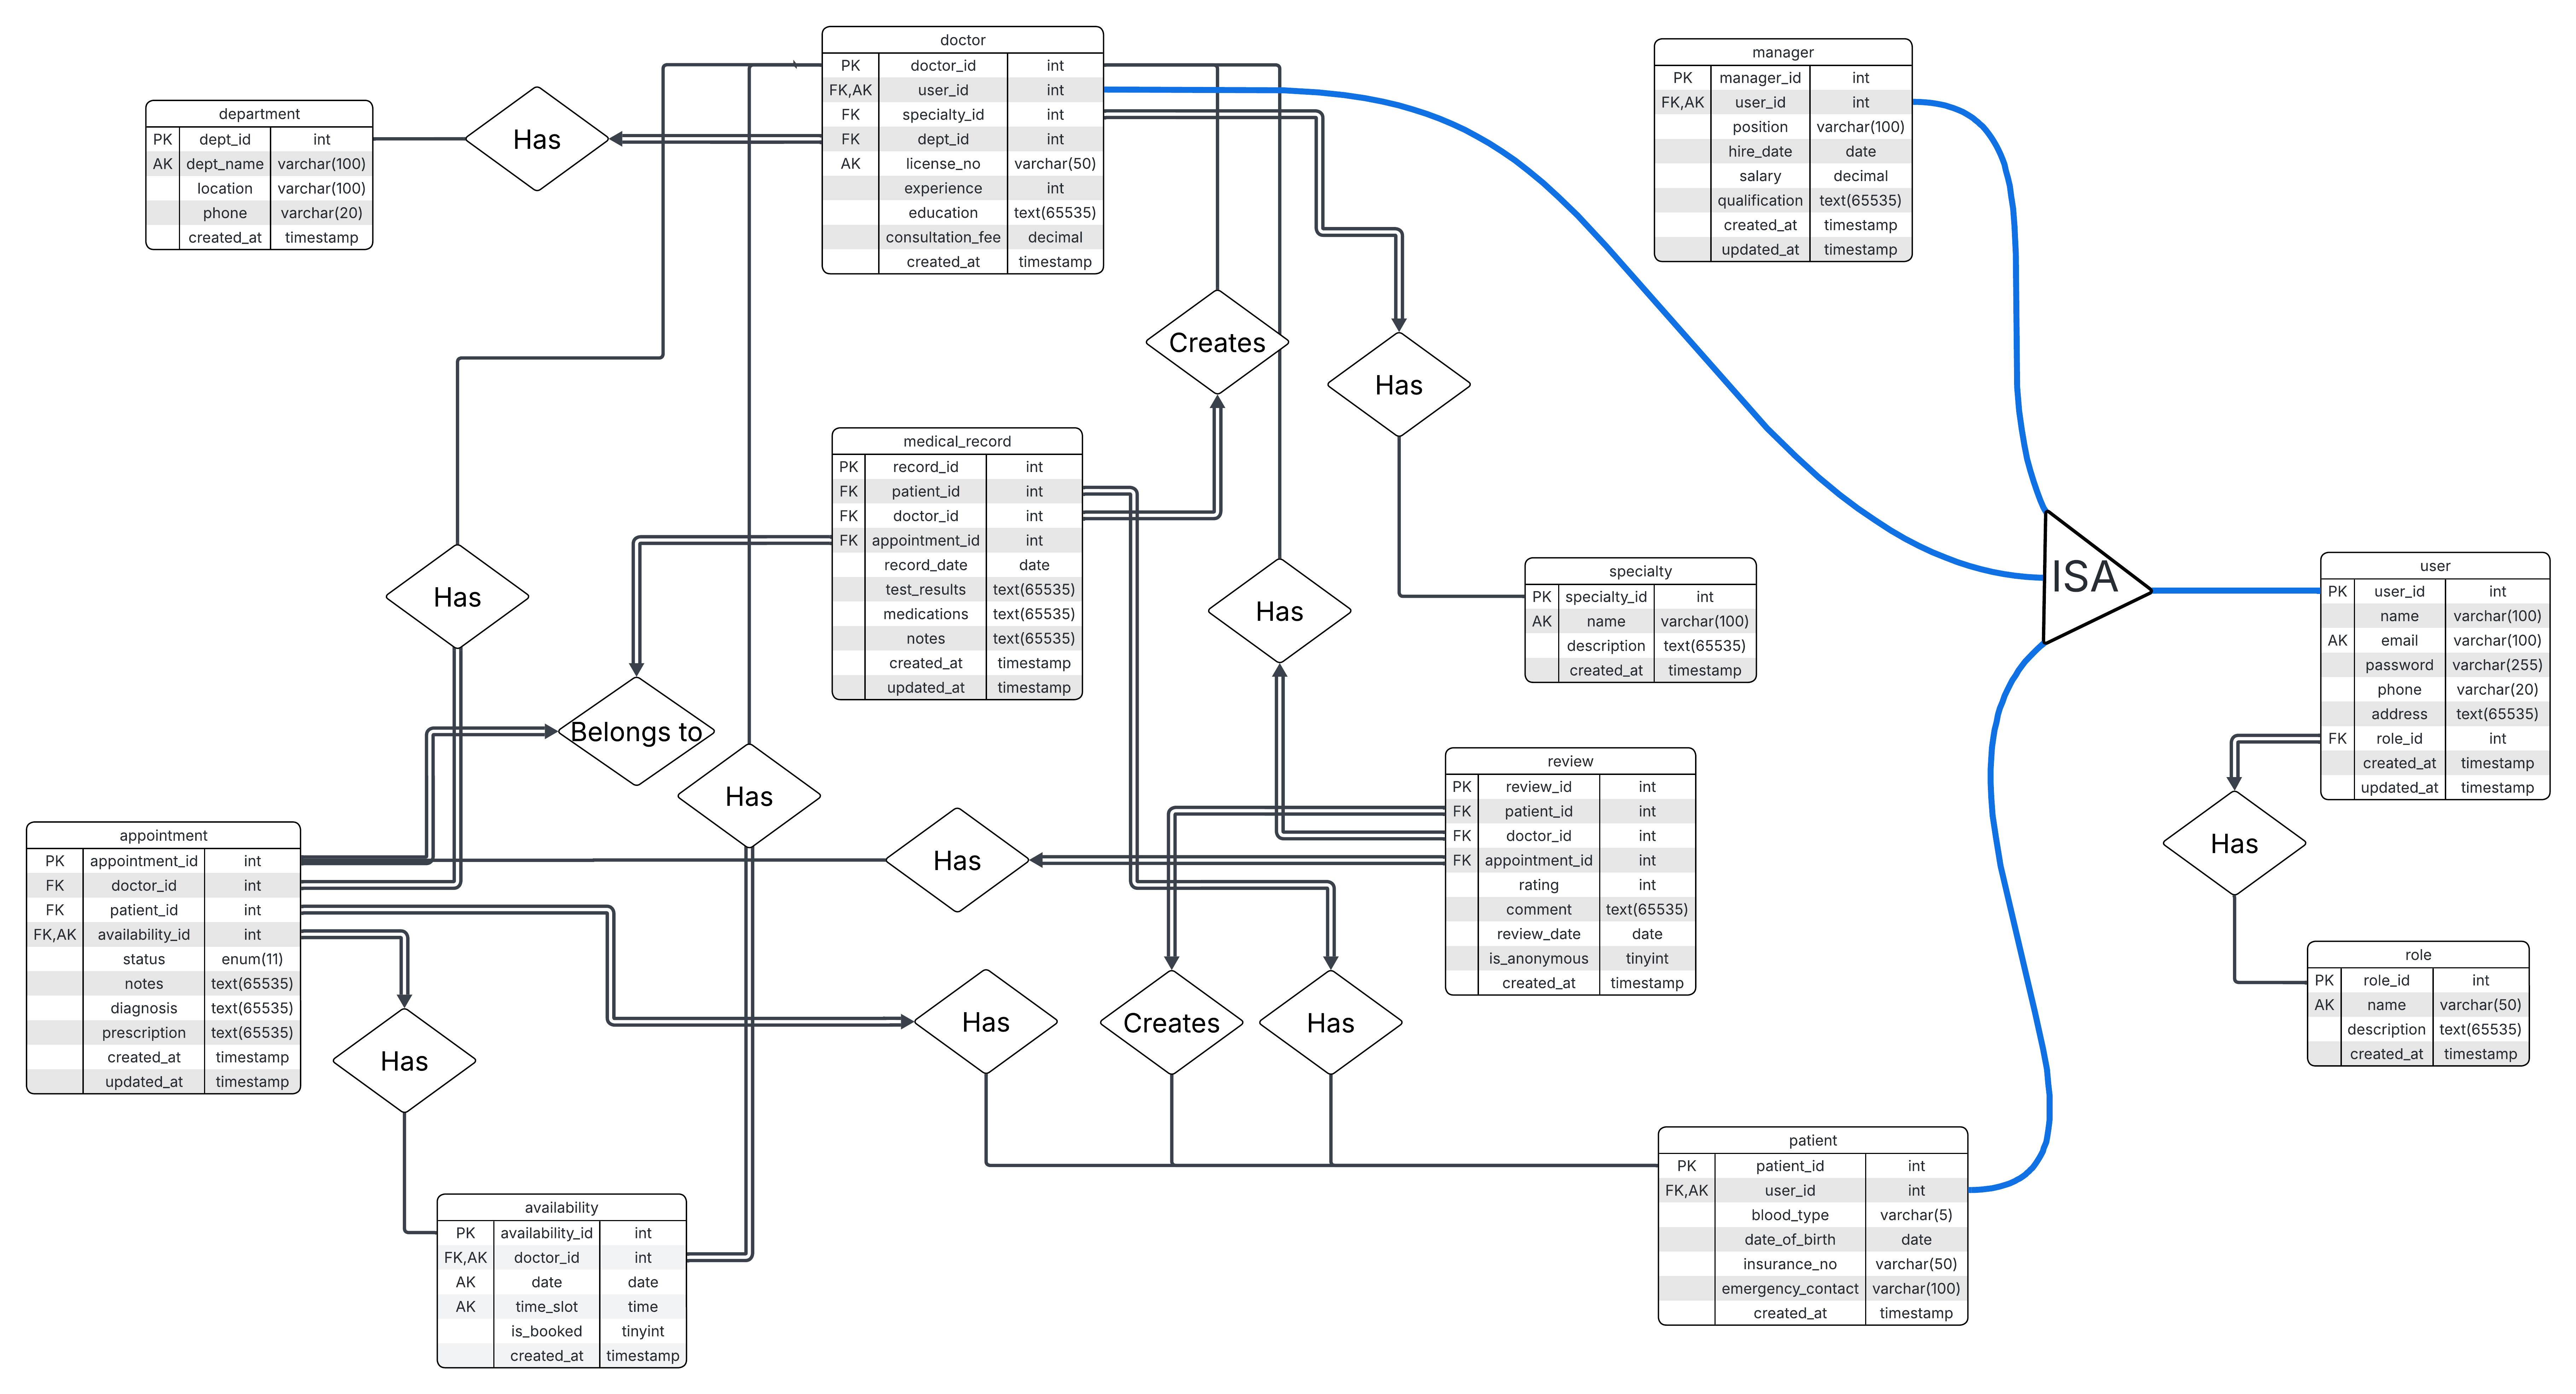 doctor
PK doctor_id int
FK,AK user_id int
FK specialty_id int
FK dept_id int
AK license_no varchar(50)
experience int
education text(65535)
consultation_fee decimal
created_at timestamp
manager
PK manager_id int
FK,AK user_id int
position varchar(100)
hire_date date
salary decimal
qualification text(65535)
created_at timestamp
updated_at timestamp
department
PK dept_id int
AK dept_name varchar(100)
location varchar(100)
phone varchar(20)
created_at timestamp
Has
Creates
Has
medical_record
PK record_id int
FK patient_id int
FK doctor_id int
FK appointment_id int
record_date date
test_results text(65535)
medications text(65535)
notes text(65535)
created_at timestamp
updated_at timestamp
Has
Has
specialty
PK specialty_id int
AK name varchar(100)
description text(65535)
created_at timestamp
ISA
user
PK user_id int
name varchar(100)
AK email varchar(100)
password varchar(255)
phone varchar(20)
address text(65535)
FK role_id int
created_at timestamp
updated_at timestamp
Belongs to
Has
review
PK review_id int
FK patient_id int
FK doctor_id int
FK appointment_id int
rating int
comment text(65535)
review_date date
is_anonymous tinyint
created_at timestamp
Has
appointment
PK appointment_id int
FK doctor_id int
FK patient_id int
FK,AK availability_id int
status enum(11)
notes text(65535)
diagnosis text(65535)
prescription text(65535)
created_at timestamp
updated_at timestamp
Has
Has
Has
Creates
Has
role
PK role_id int
AK name varchar(50)
description text(65535)
created_at timestamp
patient
PK patient_id int
FK,AK user_id int
blood_type varchar(5)
date_of_birth date
insurance_no varchar(50)
emergency_contact varchar(100)
created_at timestamp
availability
PK availability_id int
FK,AK doctor_id int
AK date date
AK time_slot time
is_booked tinyint
created_at timestamp